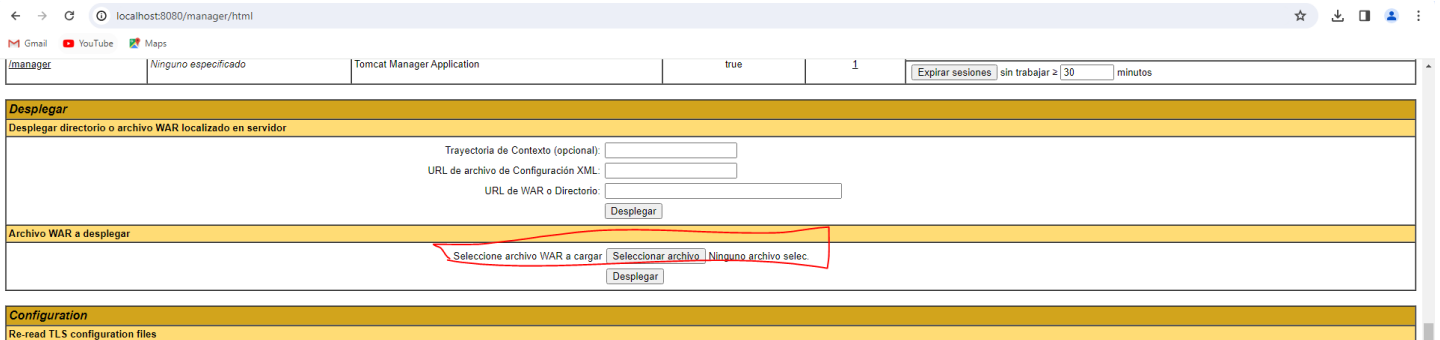 localhost:8080/manager/html
Gmail YouTube Maps
/manager Ninguno especificado Tomcat Manager Application true 1
Expirar sesiones sin trabajar ≥ 30 minutos
Desplegar
Desplegar directorio o archivo WAR localizado en servidor
Trayectoria de Contexto (opcional):
URL de archivo de Configuración XML:
URL de WAR o Directorio:
Desplegar
Archivo WAR a desplegar
Seleccione archivo WAR a cargar Seleccionar archivo Ninguno archivo selec.
Desplegar
Configuration
Re-read TLS configuration files